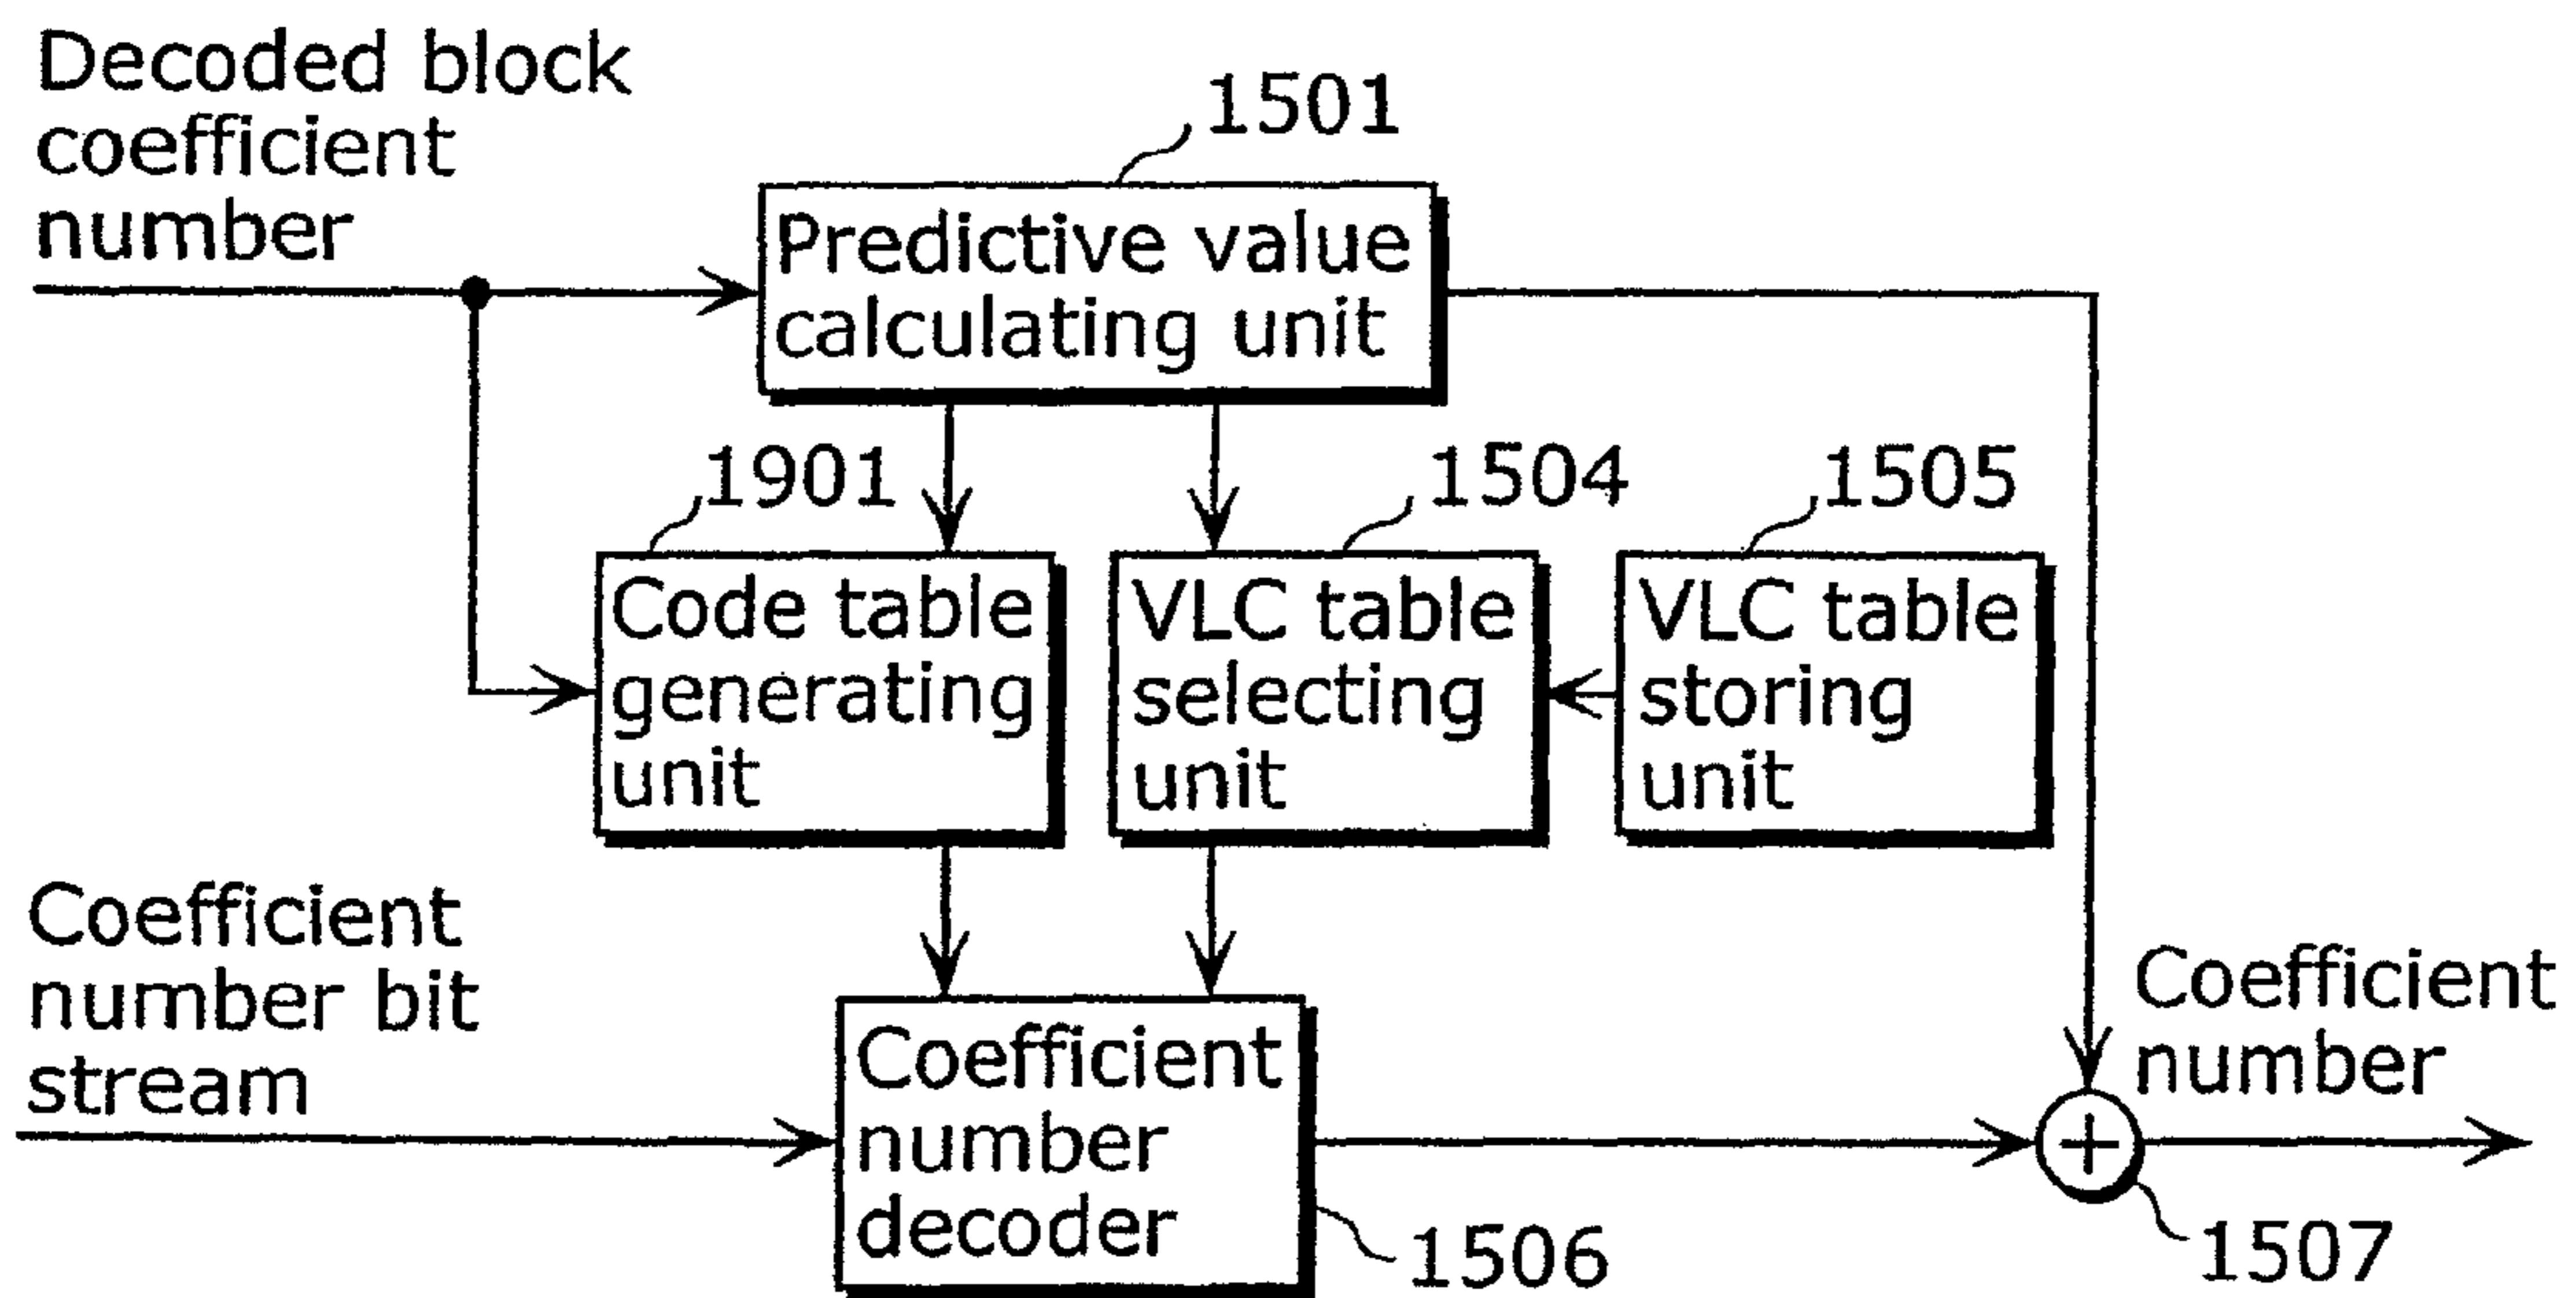 Decoded block
coefficient
number
1501
Predictive value
calculating unit
1901
1504
1505
Code table
generating
unit
VLC table
selecting
unit
VLC table
storing
unit
Coefficient
number bit
stream
Coefficient
number
decoder
1506
Coefficient
number
+
1507